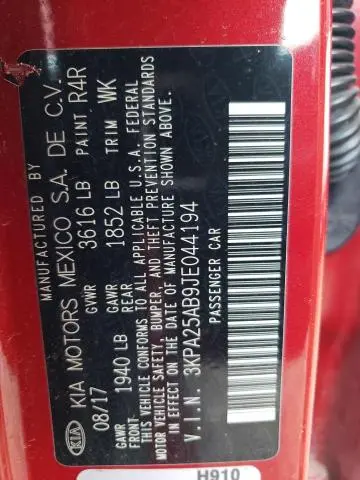 MANUFACTURED BY
KIA KIA MOTORS MEXICO S.A. DE C.V.
08/17 GVWR 3616 LB PAINT R4R
GAWR FRONT 1940 LB GAWR REAR 1852 LB TRIM WK
THIS VEHICLE CONFORMS TO ALL APPLICABLE U.S.A. FEDERAL
MOTOR VEHICLE SAFETY, BUMPER, AND THEFT PREVENTION STANDARDS
IN EFFECT ON THE DATE OF MANUFACTURE SHOWN ABOVE.
V.I.N. 3KPA25AB9JE044194
PASSENGER CAR
H910